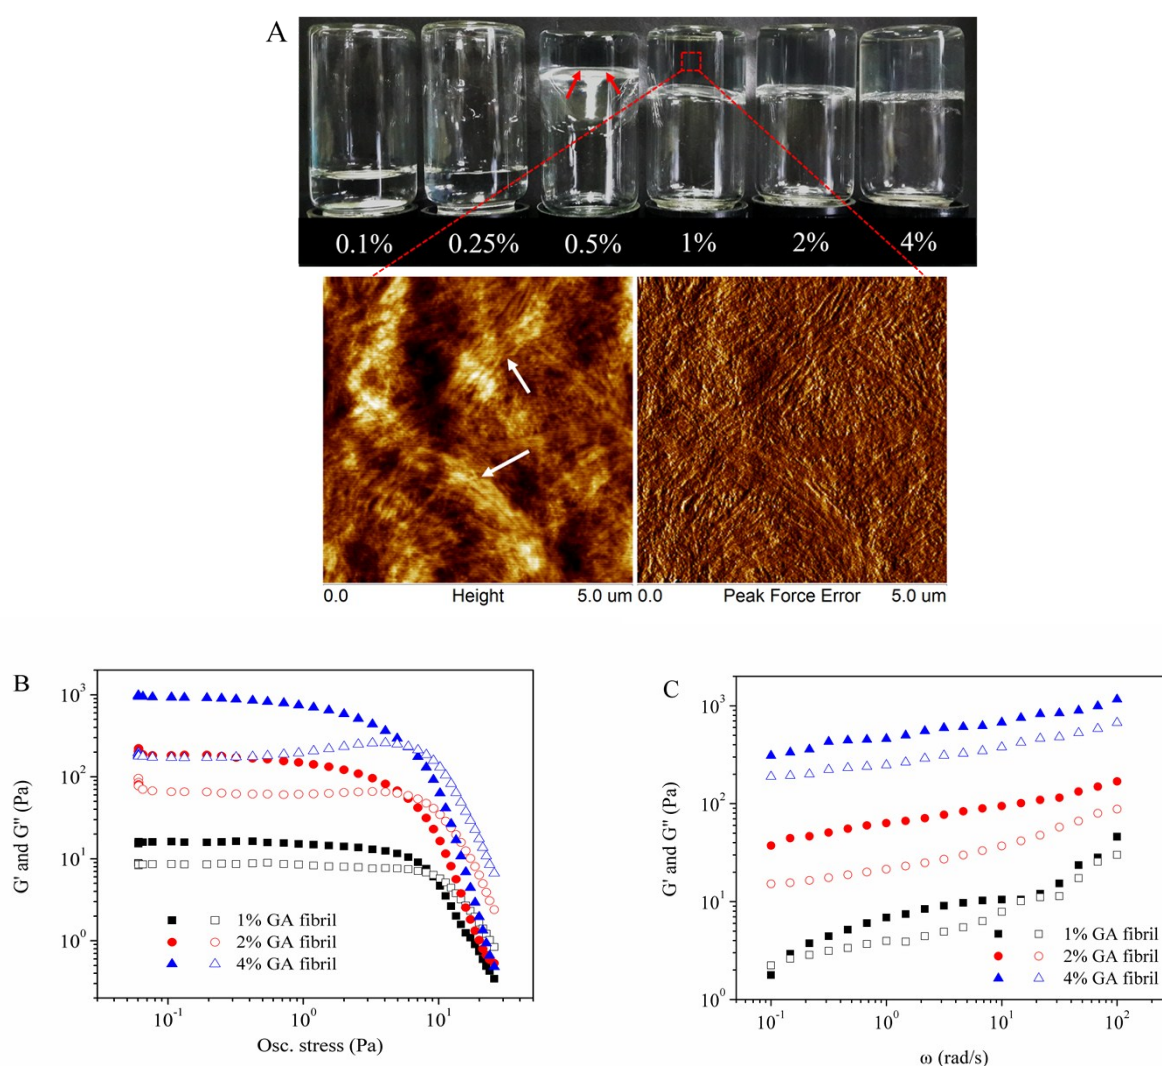 A
0.1% 0.25% 0.5% 1% 2% 4%
0.0 Height 5.0 um 0.0 Peak Force Error 5.0 um
B
G' and G'' (Pa)
10³
10²
10¹
10⁰
1% GA fibril
2% GA fibril
4% GA fibril
10⁻¹ 10⁰ 10¹
Osc. stress (Pa)
C
G' and G'' (Pa)
10³
10²
10¹
10⁰
1% GA fibril
2% GA fibril
4% GA fibril
10⁻¹ 10⁰ 10¹ 10²
ω (rad/s)